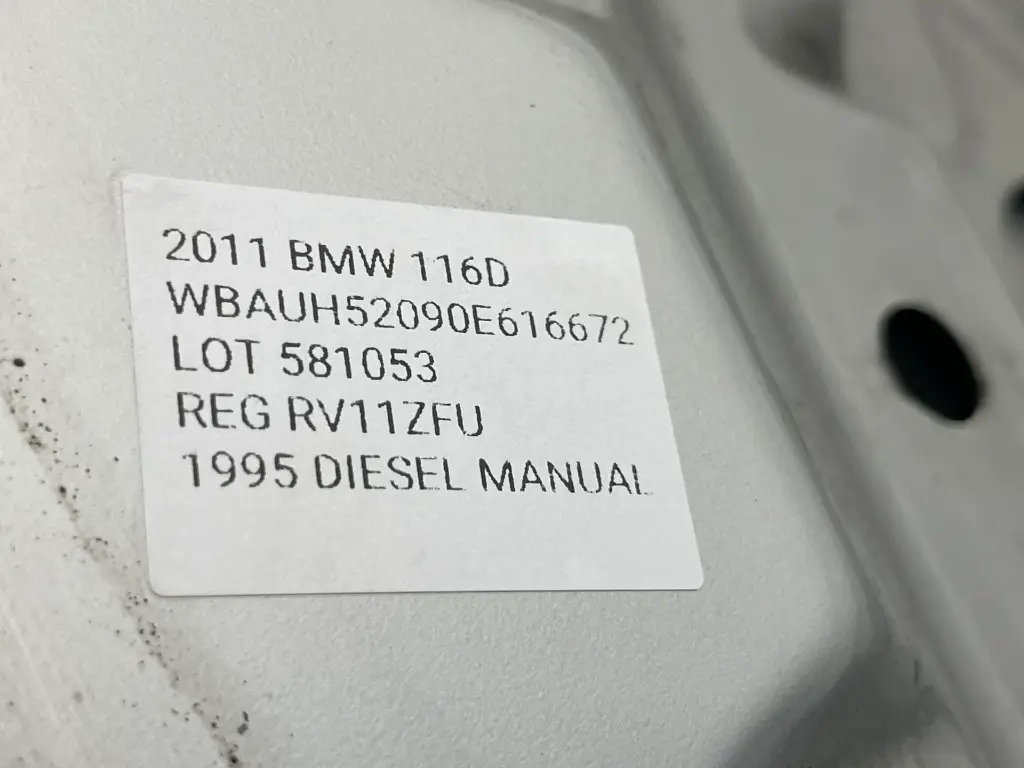 2011 BMW 116D
WBAUH52090E616672
LOT 581053
REG RV11ZFU
1995 DIESEL MANUAL